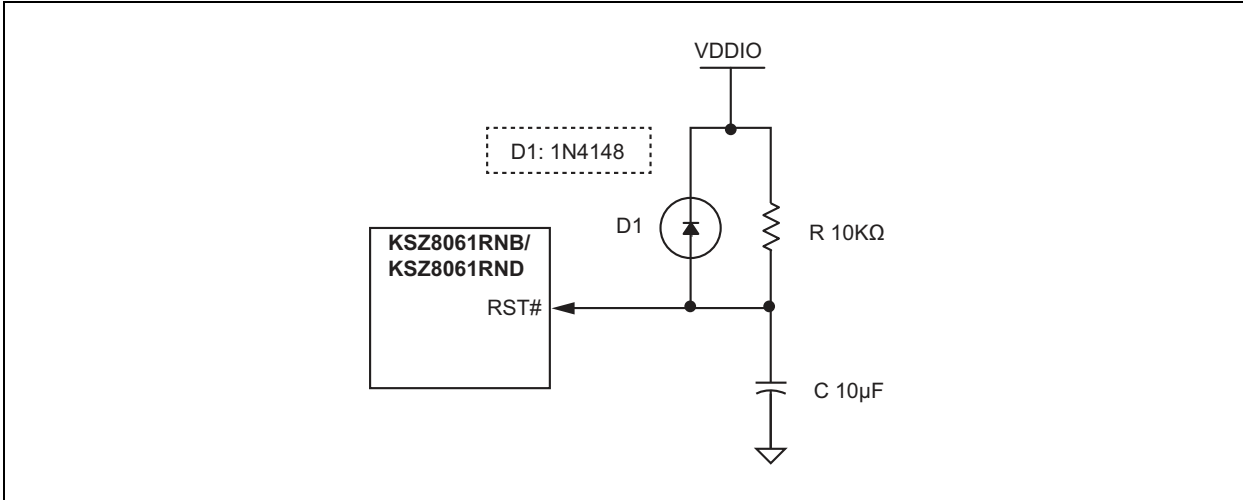 VDDIO
D1: 1N4148
D1
R 10KΩ
KSZ8061RNB/
KSZ8061RND
RST#
C 10µF